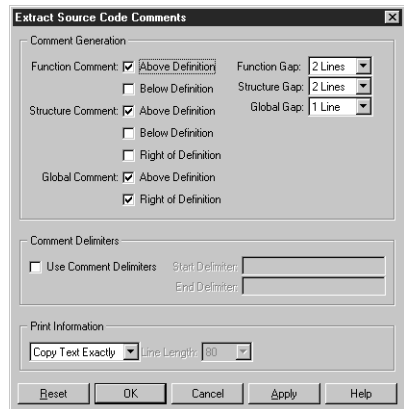 Extract Source Code Comments
Comment Generation
Function Comment: Above Definition Function Gap: 2 Lines
Below Definition Structure Gap: 2 Lines
Structure Comment: Above Definition Global Gap: 1 Line
Below Definition
Right of Definition
Global Comment: Above Definition
Right of Definition
Comment Delimiters
Use Comment Delimiters Start Delimiter:
End Delimiter:
Print Information
Copy Text Exactly Line Length: 80
Reset OK Cancel Apply Help